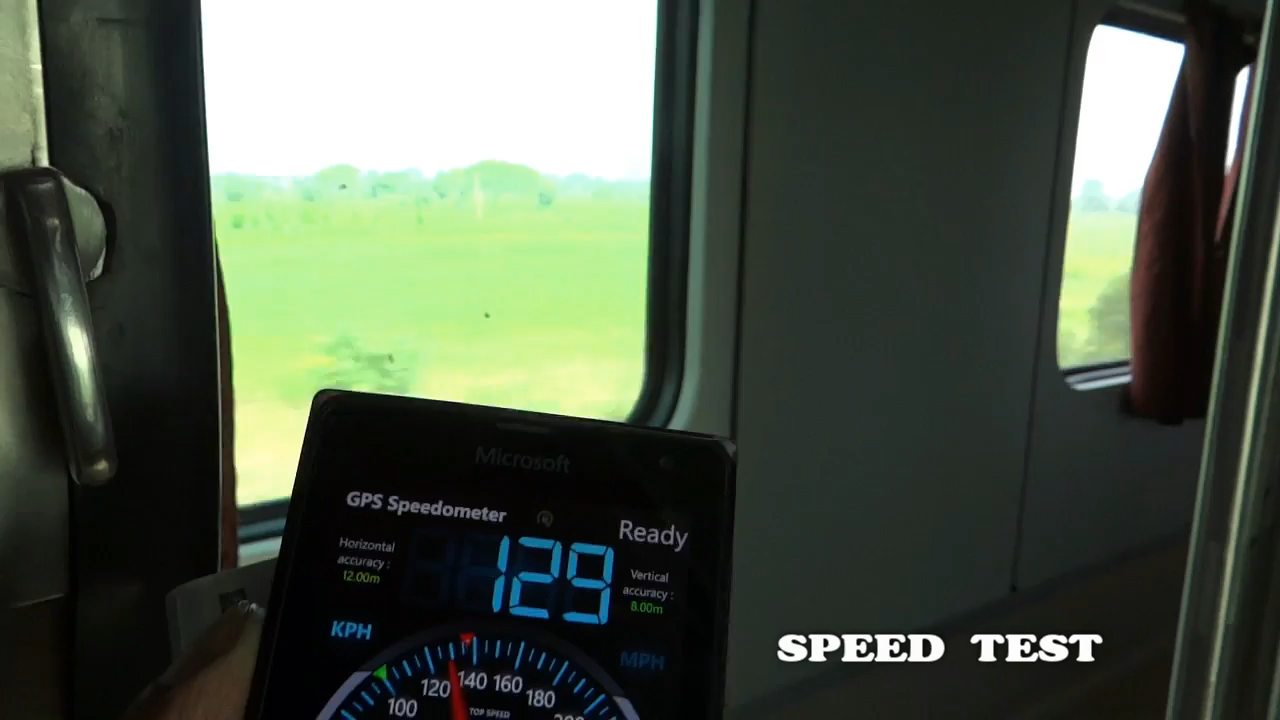 Microsoft
GPS Speedometer
Ready
Horizontal
accuracy :
12.00m
129
Vertical
accuracy :
8.00m
KPH
MPH
100 120 140 160 180
TOP SPEED
SPEED TEST